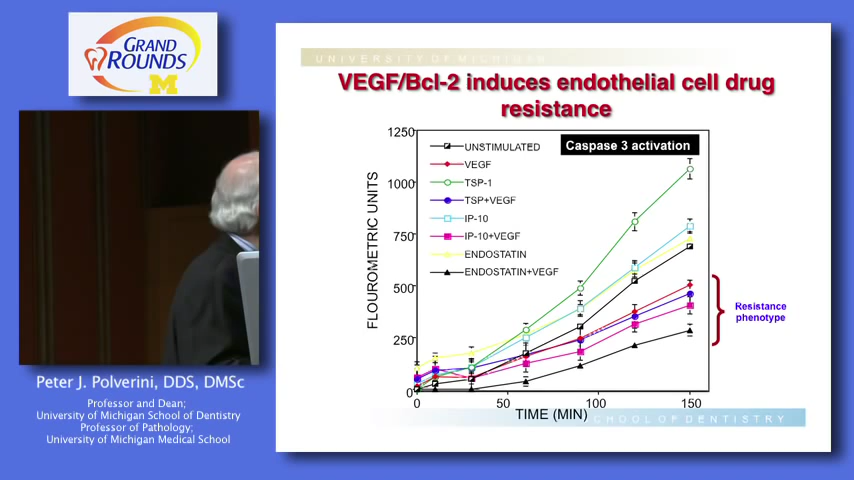 GRAND
ROUNDS
M
UNIVERSITY OF MICHIGAN
VEGF/Bcl-2 induces endothelial cell drug
resistance
Caspase 3 activation
UNSTIMULATED
VEGF
TSP-1
TSP+VEGF
IP-10
IP-10+VEGF
ENDOSTATIN
ENDOSTATIN+VEGF
FLOUROMETRIC UNITS
1250
1000
750
500
250
0
0
50
100
150
TIME (MIN)
Resistance
phenotype
SCHOOL OF DENTISTRY
Peter J. Polverini, DDS, DMSc
Professor and Dean;
University of Michigan School of Dentistry
Professor of Pathology;
University of Michigan Medical School